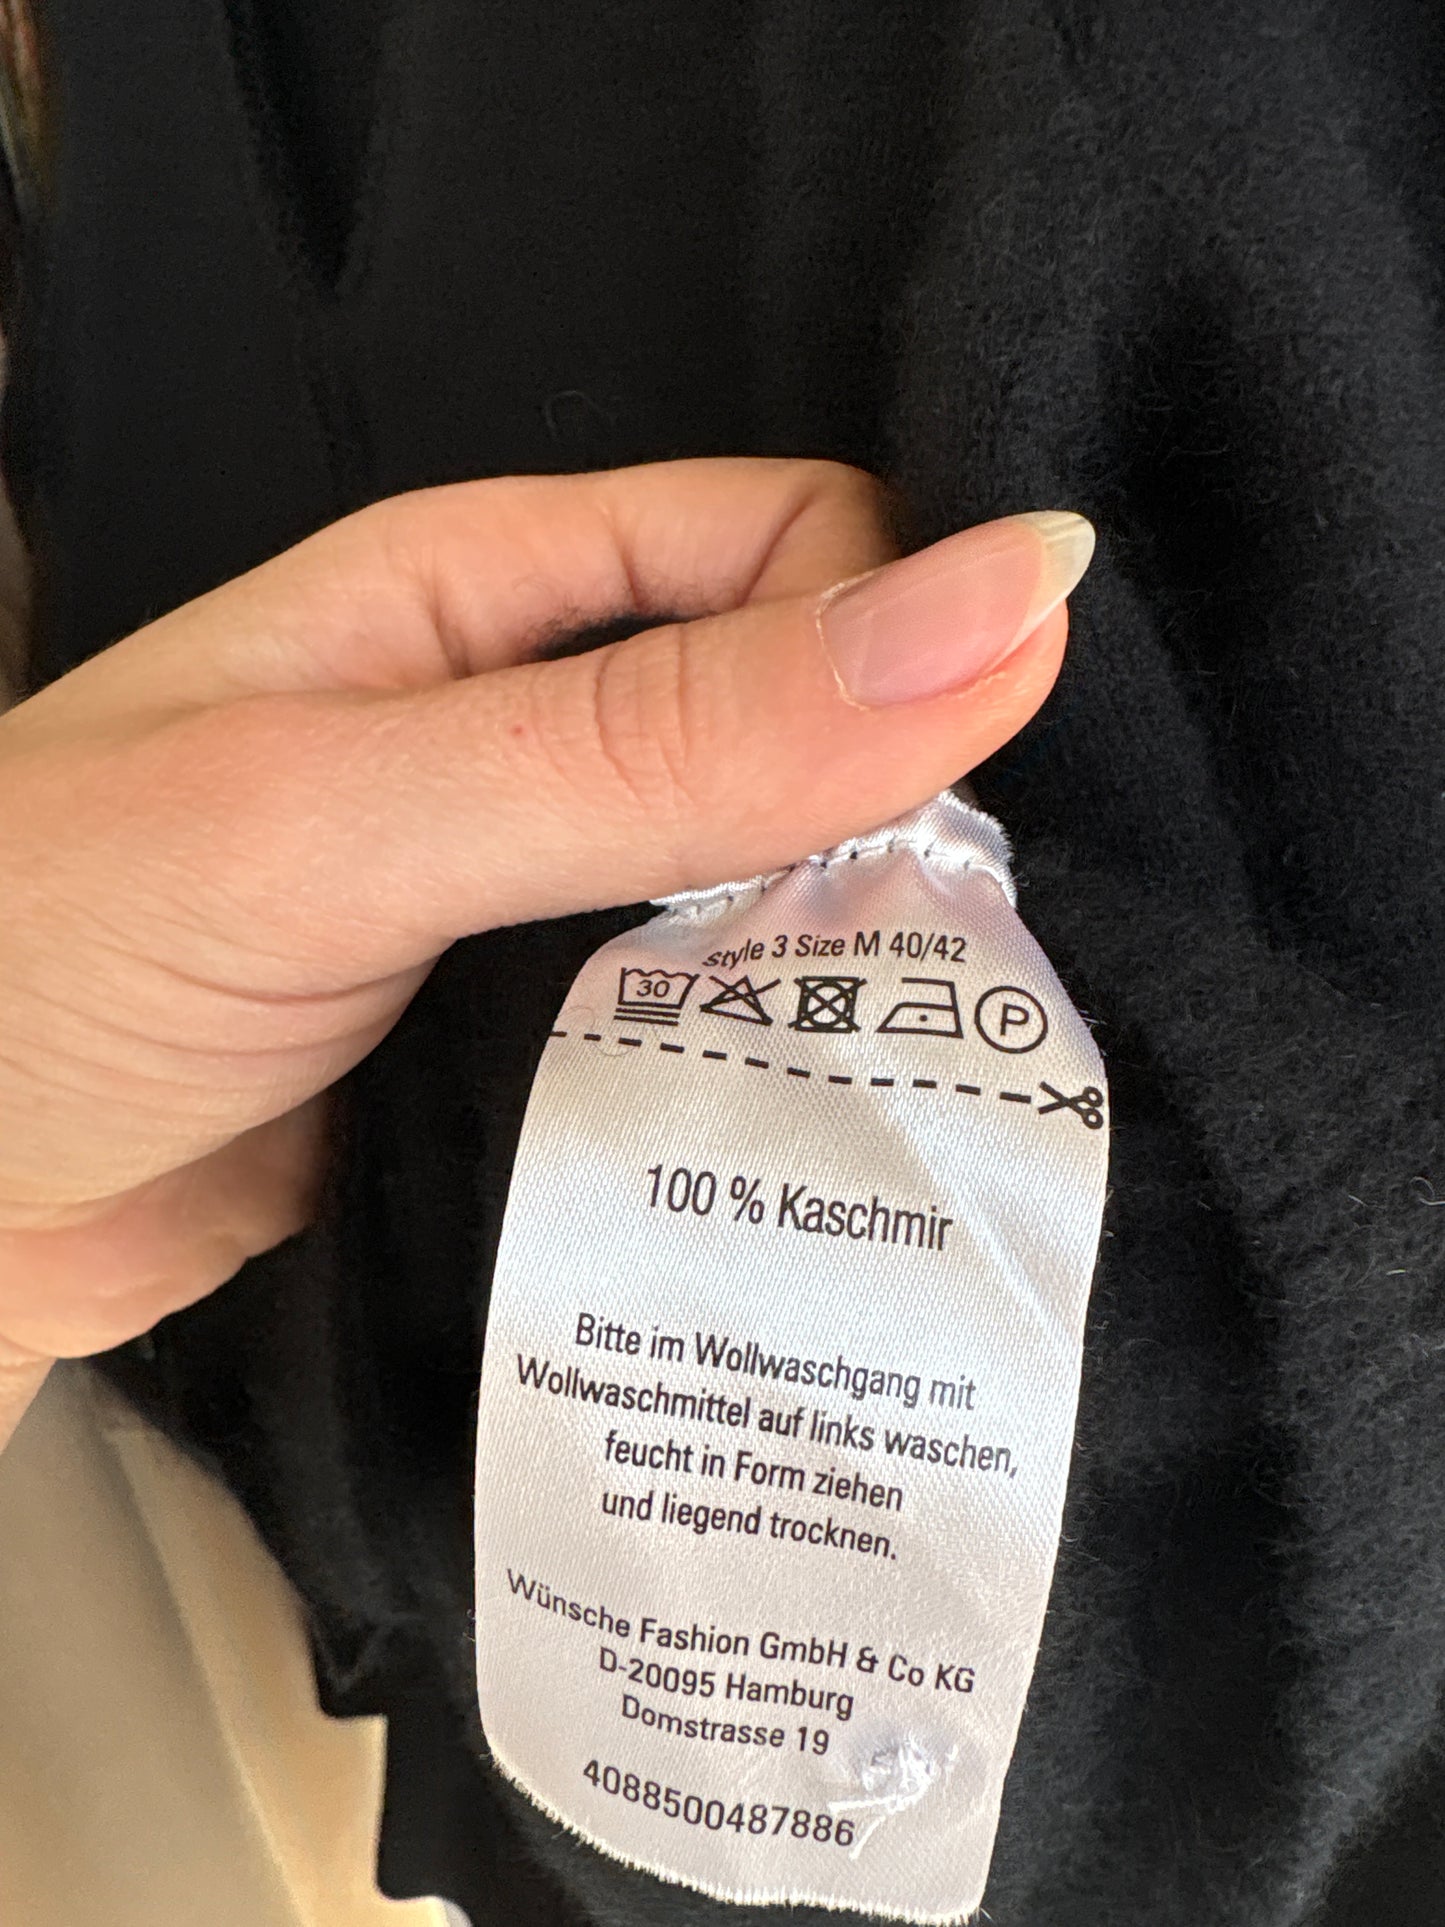 Style 3 Size M 40/42
30 P
100 % Kaschmir
Bitte im Wollwaschgang mit
Wollwaschmittel auf links waschen,
feucht in Form ziehen
und liegend trocknen.
Wünsche Fashion GmbH & Co KG
D-20095 Hamburg
Domstrasse 19
4088500487886